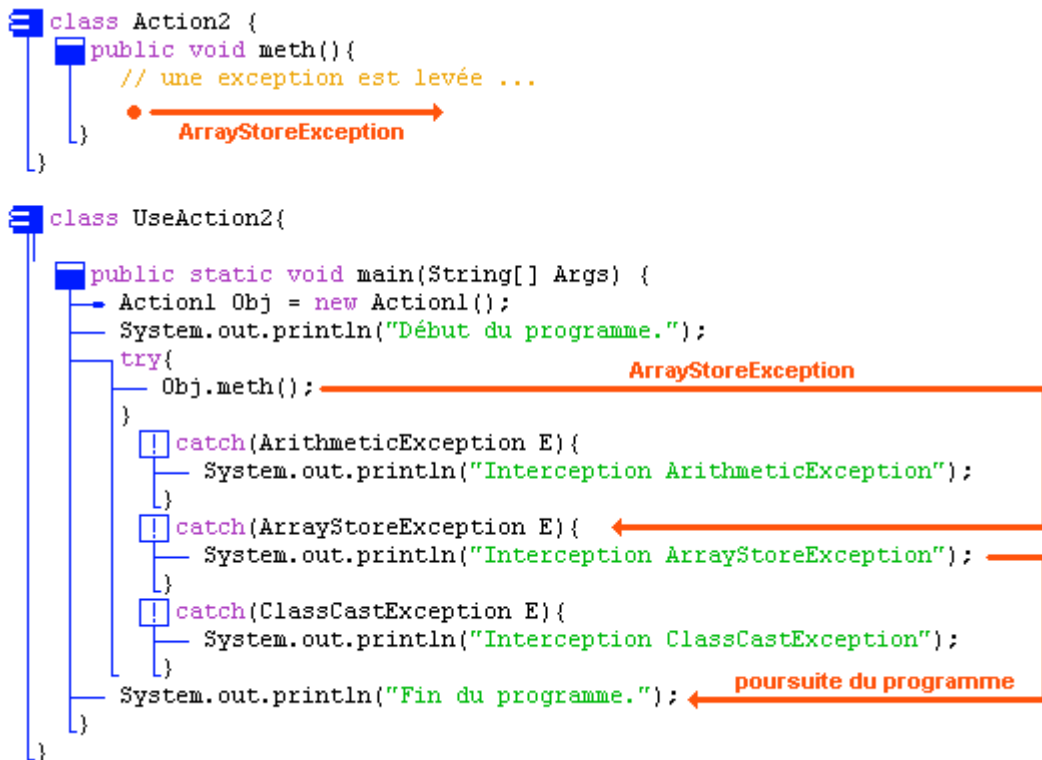 class Action2 {
public void meth(){
// une exception est levée ...
ArrayStoreException
}
}
class UseAction2{
public static void main(String[] Args) {
Action1 Obj = new Action1();
System.out.println("Début du programme.");
try{
ArrayStoreException
Obj.meth();
}
! catch(ArithmeticException E){
System.out.println("Interception ArithmeticException");
}
! catch(ArrayStoreException E){
System.out.println("Interception ArrayStoreException");
}
! catch(ClassCastException E){
System.out.println("Interception ClassCastException");
}
poursuite du programme
System.out.println("Fin du programme.");
}
}